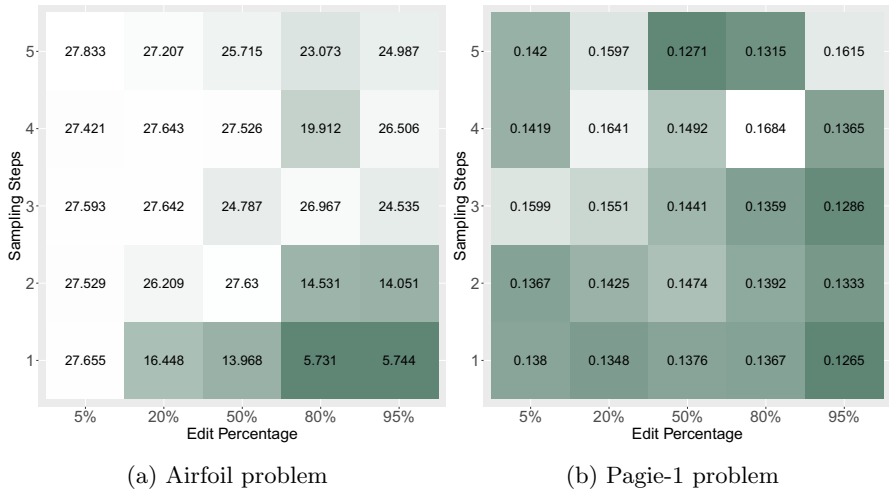 5 27.833 27.207 25.715 23.073 24.987
4 27.421 27.643 27.526 19.912 26.506
3 27.593 27.642 24.787 26.967 24.535
2 27.529 26.209 27.63 14.531 14.051
1 27.655 16.448 13.968 5.731 5.744
Sampling Steps
5% 20% 50% 80% 95%
Edit Percentage
(a) Airfoil problem
5 0.142 0.1597 0.1271 0.1315 0.1615
4 0.1419 0.1641 0.1492 0.1684 0.1365
3 0.1599 0.1551 0.1441 0.1359 0.1286
2 0.1367 0.1425 0.1474 0.1392 0.1333
1 0.138 0.1348 0.1376 0.1367 0.1265
Sampling Steps
5% 20% 50% 80% 95%
Edit Percentage
(b) Pagie-1 problem